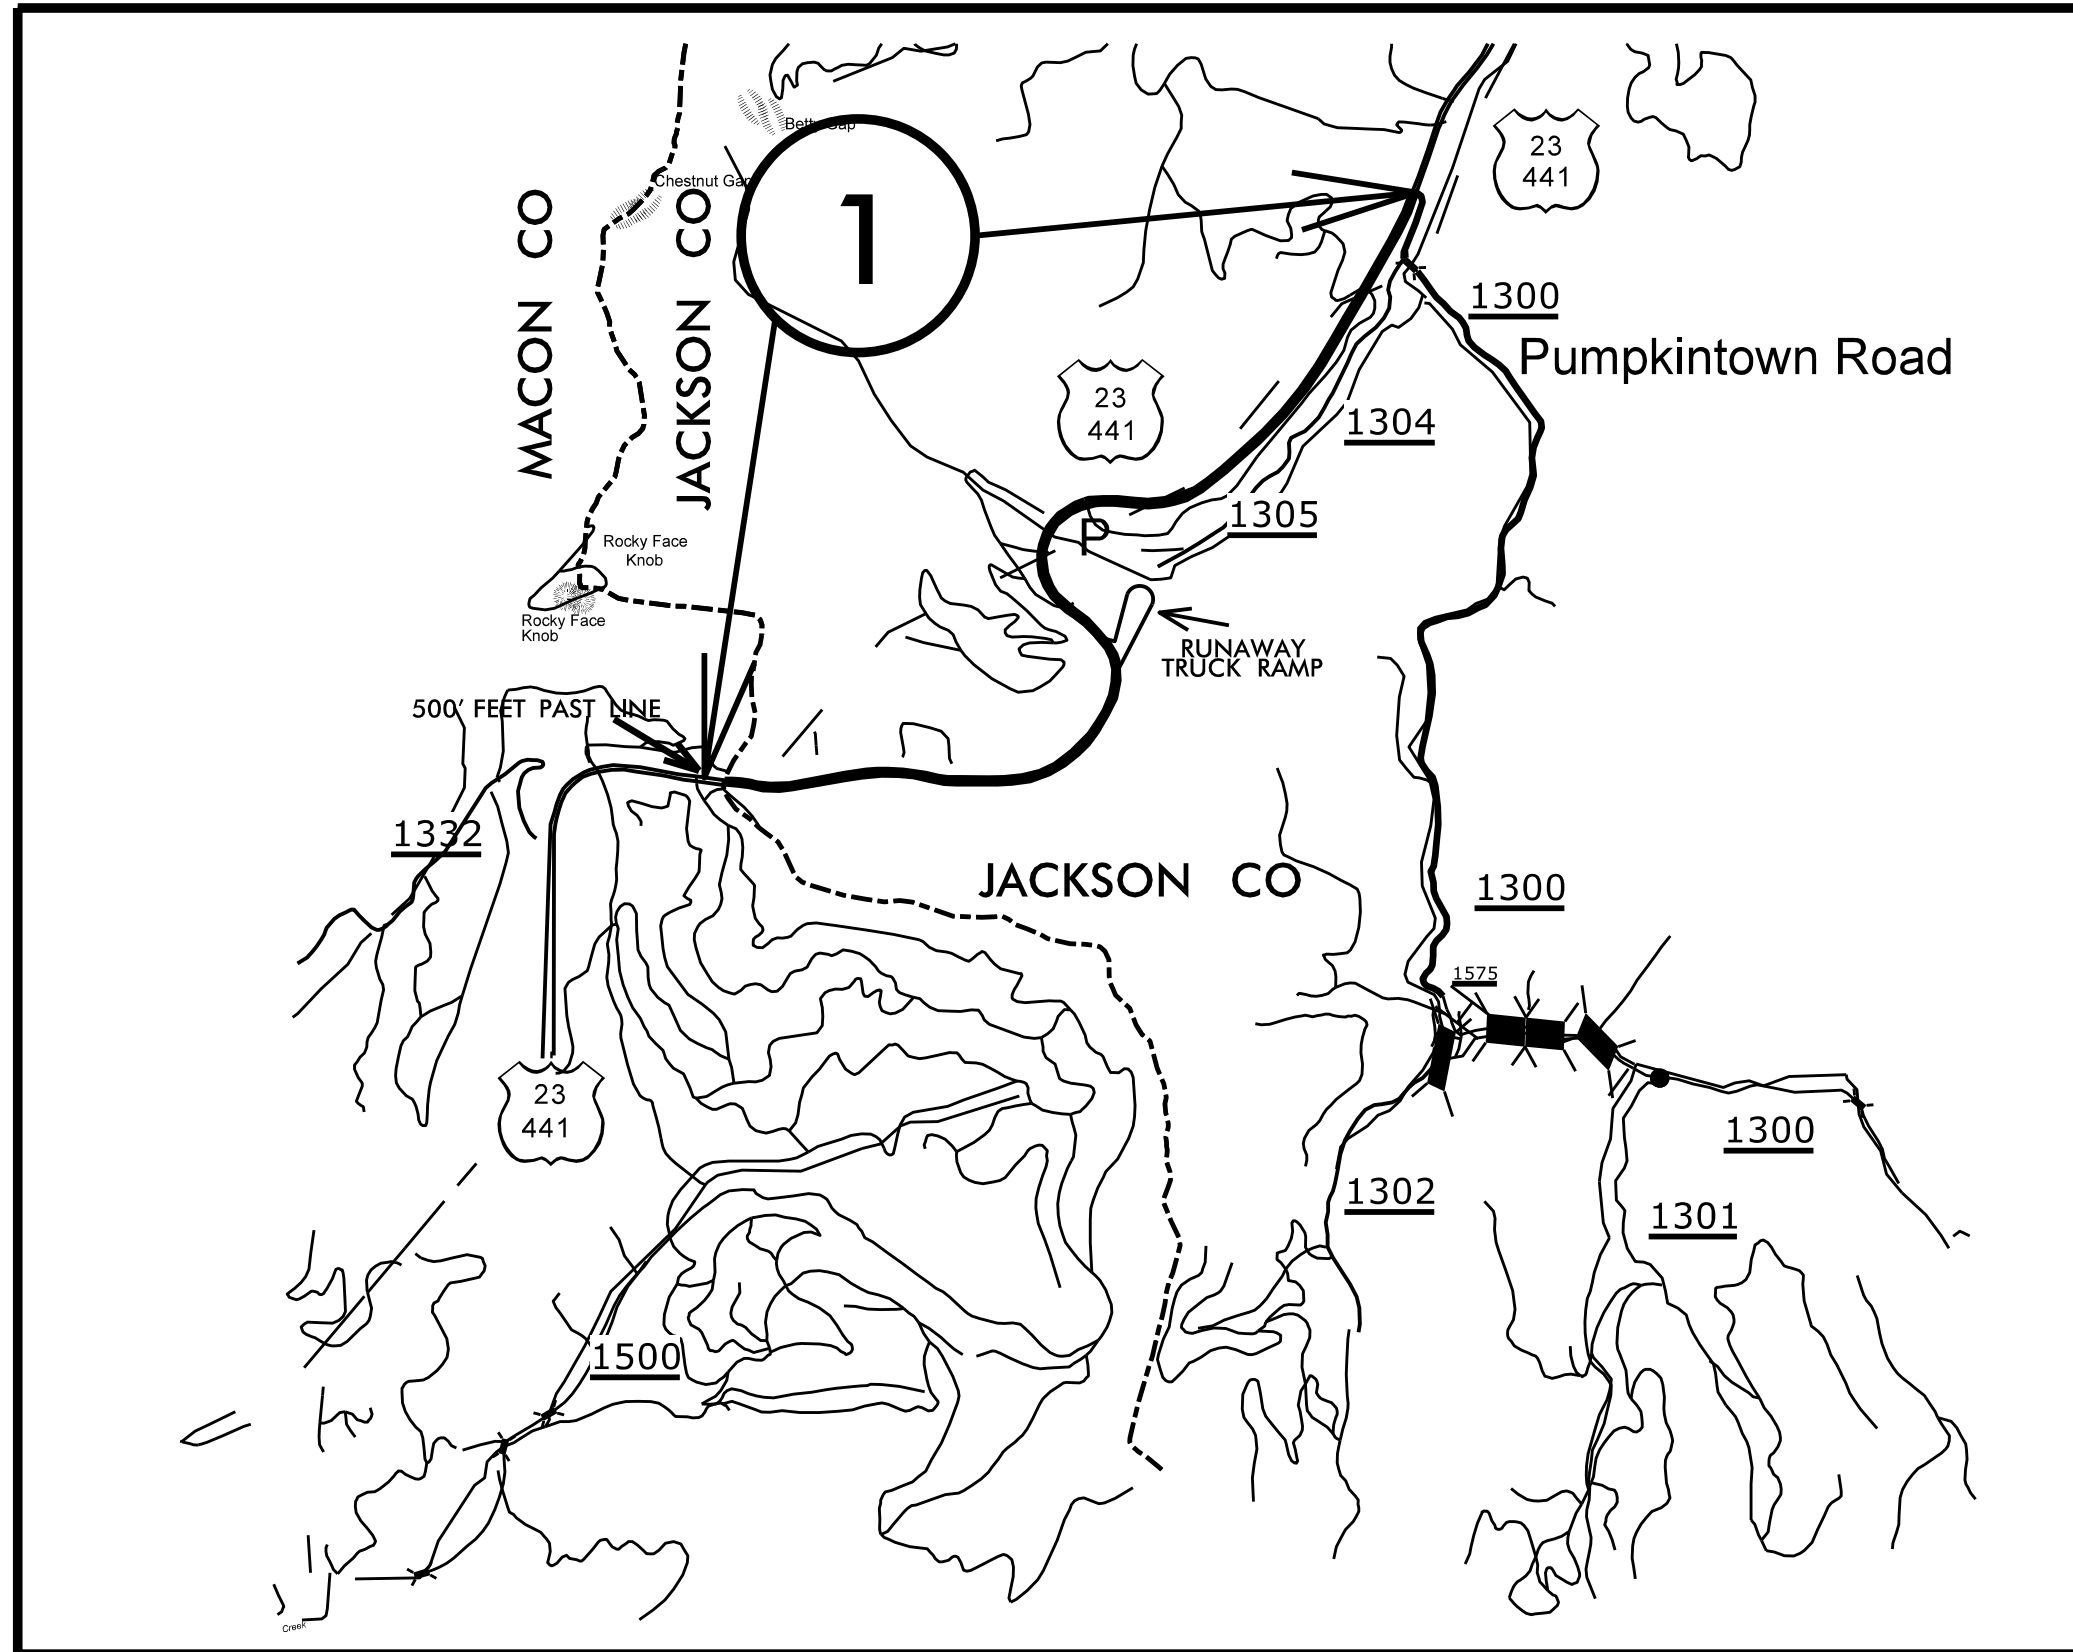 Betty Gap
Chestnut Gap
MACON CO
JACKSON CO
1
23
441
1300
Pumpkintown Road
23
441
1304
1305
P
Rocky Face
Knob
Rocky Face
Knob
RUNAWAY
TRUCK RAMP
500' FEET PAST LINE
1332
JACKSON CO
1300
1575
23
441
1300
1302
1301
1500
Creek